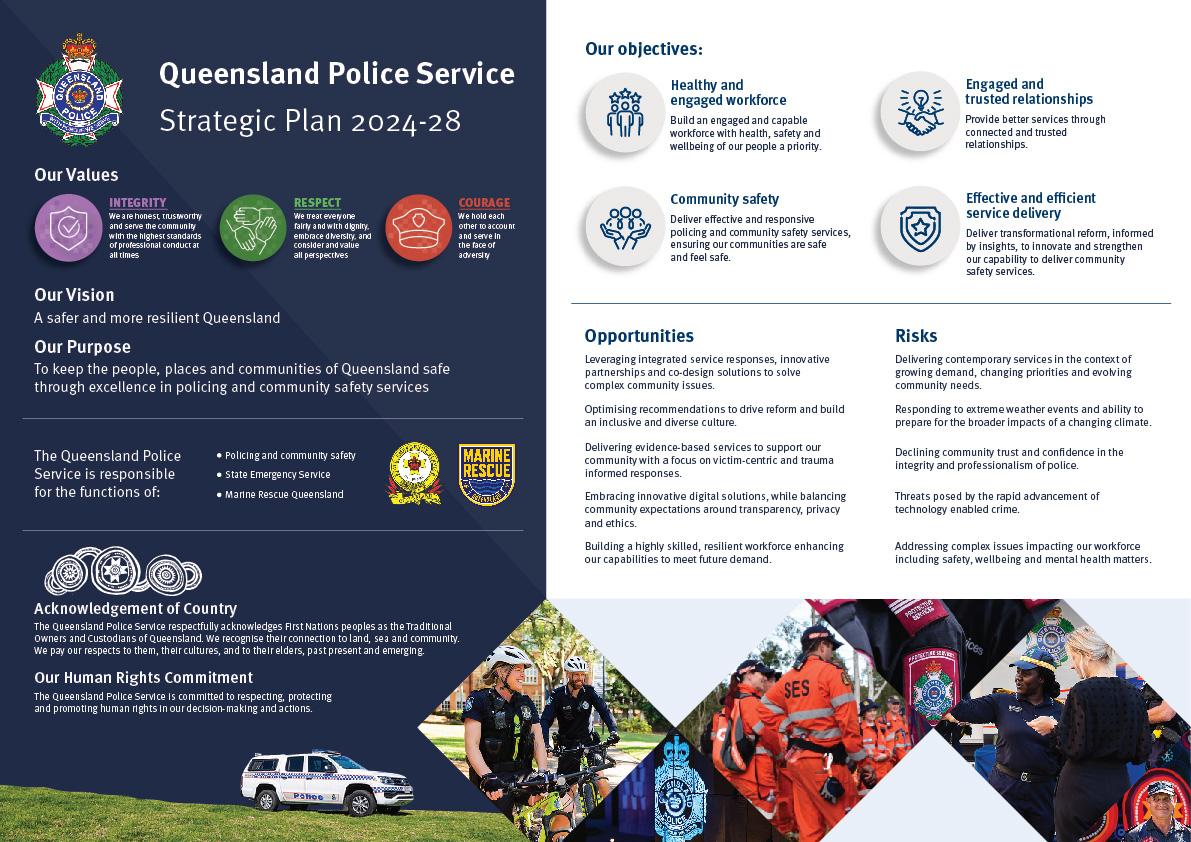 QUEENSLAND
POLICE
WITH HONOUR WE SERVE
Queensland Police Service
Strategic Plan 2024-28
Our Values
INTEGRITY
We are honest, trustworthy
and serve the community
with the highest standards
of professional conduct at
all times
RESPECT
We treat everyone
fairly and with dignity,
embrace diversity, and
consider and value
all perspectives
COURAGE
We hold each
other to account
and serve in
the face of
adversity
Our Vision
A safer and more resilient Queensland
Our Purpose
To keep the people, places and communities of Queensland safe
through excellence in policing and community safety services
The Queensland Police
Service is responsible
for the functions of:
● Policing and community safety
● State Emergency Service
● Marine Rescue Queensland
MARINE
RESCUE
QUEENSLAND
Acknowledgement of Country
The Queensland Police Service respectfully acknowledges First Nations peoples as the Traditional
Owners and Custodians of Queensland. We recognise their connection to land, sea and community.
We pay our respects to them, their cultures, and to their elders, past present and emerging.
Our Human Rights Commitment
The Queensland Police Service is committed to respecting, protecting
and promoting human rights in our decision-making and actions.
Police
Our objectives:
Healthy and
engaged workforce
Build an engaged and capable
workforce with health, safety and
wellbeing of our people a priority.
Engaged and
trusted relationships
Provide better services through
connected and trusted
relationships.
Community safety
Deliver effective and responsive
policing and community safety services,
ensuring our communities are safe
and feel safe.
Effective and efficient
service delivery
Deliver transformational reform, informed
by insights, to innovate and strengthen
our capability to deliver community
safety services.
Opportunities
Leveraging integrated service responses, innovative
partnerships and co-design solutions to solve
complex community issues.
Optimising recommendations to drive reform and build
an inclusive and diverse culture.
Delivering evidence-based services to support our
community with a focus on victim-centric and trauma
informed responses.
Embracing innovative digital solutions, while balancing
community expectations around transparency, privacy
and ethics.
Building a highly skilled, resilient workforce enhancing
our capabilities to meet future demand.
Risks
Delivering contemporary services in the context of
growing demand, changing priorities and evolving
community needs.
Responding to extreme weather events and ability to
prepare for the broader impacts of a changing climate.
Declining community trust and confidence in the
integrity and professionalism of police.
Threats posed by the rapid advancement of
technology enabled crime.
Addressing complex issues impacting our workforce
including safety, wellbeing and mental health matters.
SES
PROTECTIVE
SERVICES
PROTECTIVE SERVICES
POLICE